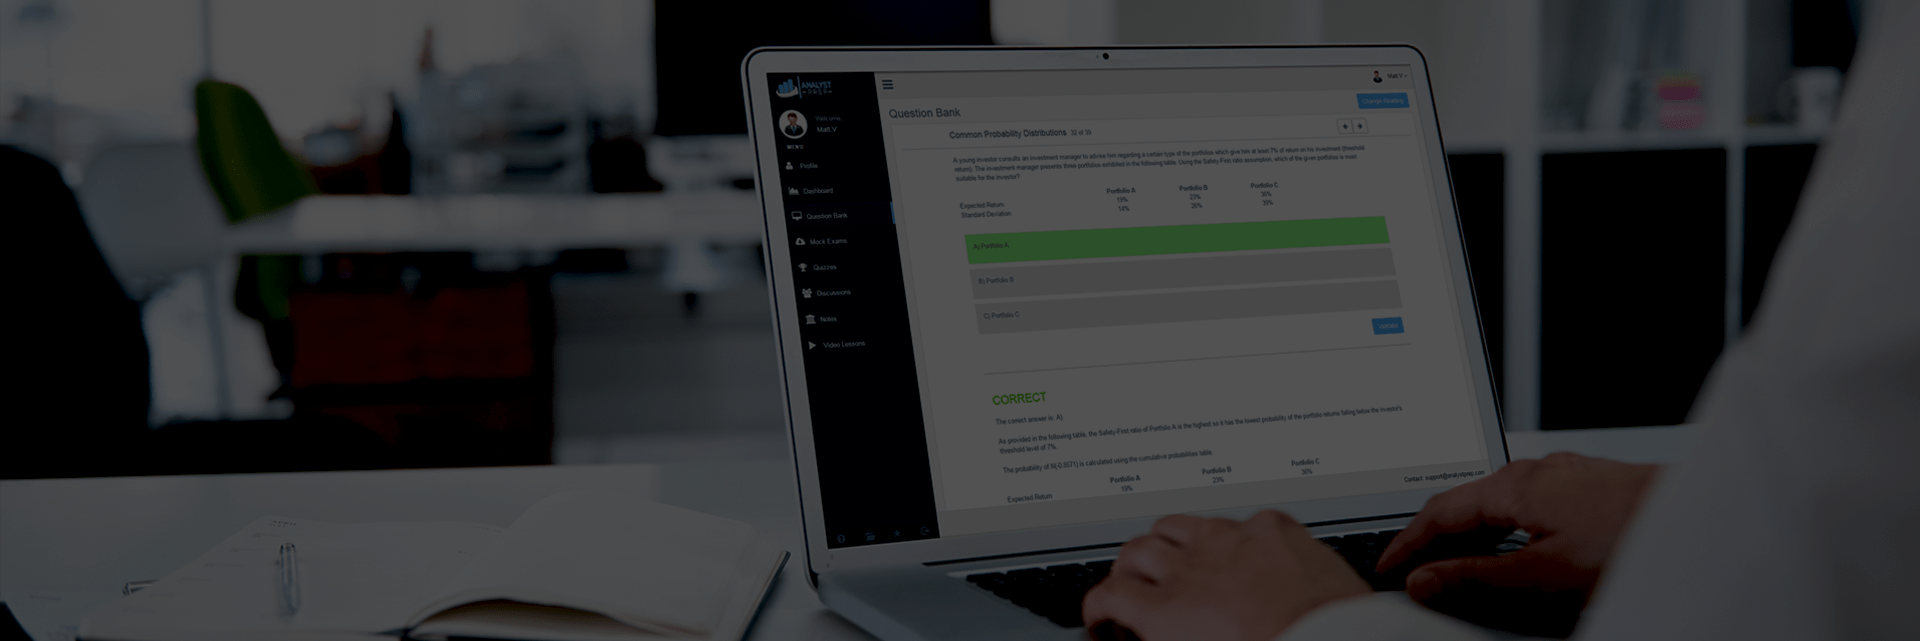 ANALYST
PREP
Matt V
Change Reading
Welcome,
Matt V
Question Bank
MENU
Common Probability Distributions 32 of 39
Profile
A young investor consults an investment manager to advise him regarding a certain type of the portfolios which give him at least 7% of return on his investment (threshold
return). The investment manager presents three portfolios exhibited in the following table. Using the Safety-First ratio assumption, which of the given portfolios is most
suitable for the investor?
Dashboard
Portfolio A Portfolio B Portfolio C
Expected Return 19% 23% 30%
Standard Deviation 14% 26% 39%
Question Bank
Mock Exams
A) Portfolio A
Quizzes
B) Portfolio B
Discussions
C) Portfolio C
Notes
Video Lessons
CORRECT
The correct answer is: A)
As provided in the following table, the Safety-First ratio of Portfolio A is the highest so it has the lowest probability of the portfolio returns falling below the investor's
threshold level of 7%.
The probability of N(-0.8571) is calculated using the cumulative probabilities table.
Portfolio A Portfolio B Portfolio C
Expected Return 19% 23% 30%
Contact: support@analystprep.com